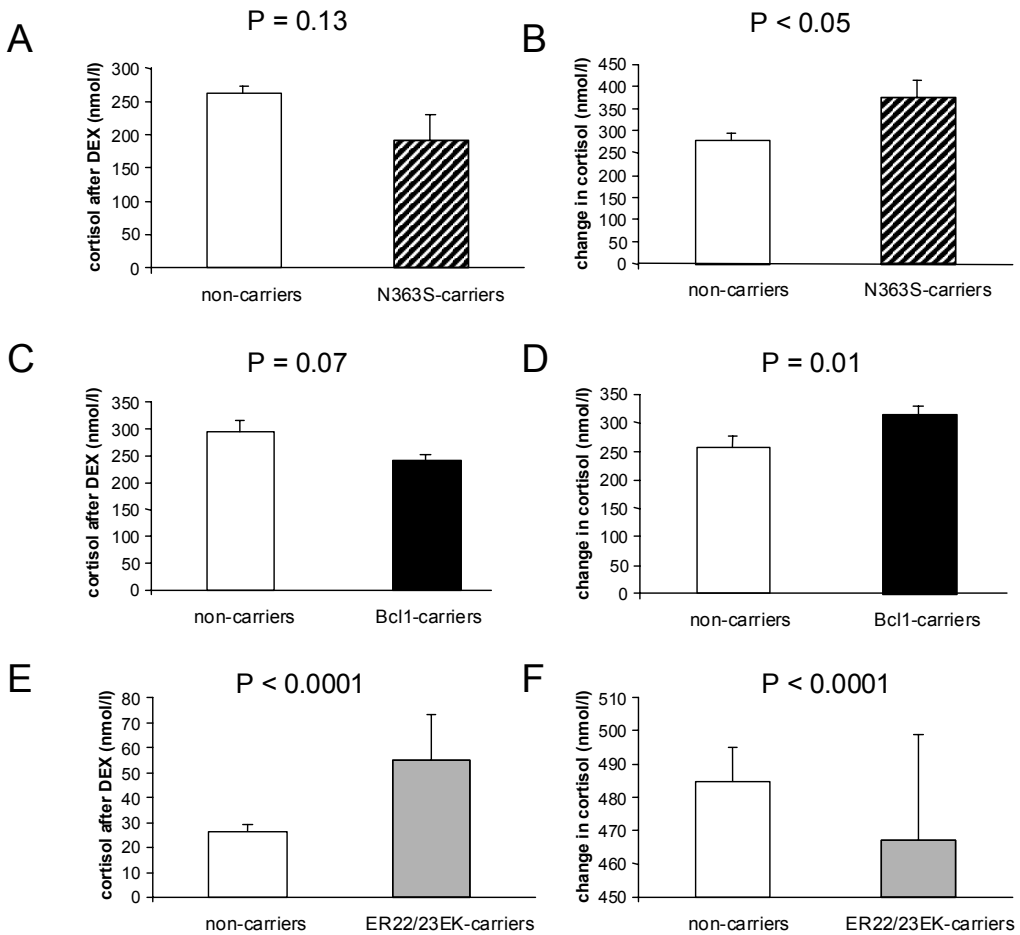 A
P = 0.13
cortisol after DEX (nmol/l)
300
250
200
150
100
50
0
non-carriers
N363S-carriers
B
P < 0.05
change in cortisol (nmol/l)
450
400
350
300
250
200
150
100
50
0
non-carriers
N363S-carriers
C
P = 0.07
cortisol after DEX (nmol/l)
350
300
250
200
150
100
50
0
non-carriers
Bcl1-carriers
D
P = 0.01
change in cortisol (nmol/l)
350
300
250
200
150
100
50
0
non-carriers
Bcl1-carriers
E
P < 0.0001
cortisol after DEX (nmol/l)
80
70
60
50
40
30
20
10
0
non-carriers
ER22/23EK-carriers
F
P < 0.0001
change in cortisol (nmol/l)
510
500
490
480
470
460
450
non-carriers
ER22/23EK-carriers